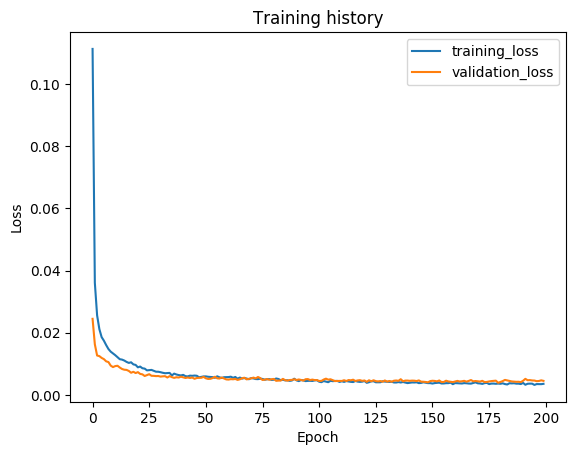 Training history
training_loss
validation_loss
0.10
0.08
0.06
0.04
0.02
0.00
Loss
0 25 50 75 100 125 150 175 200
Epoch